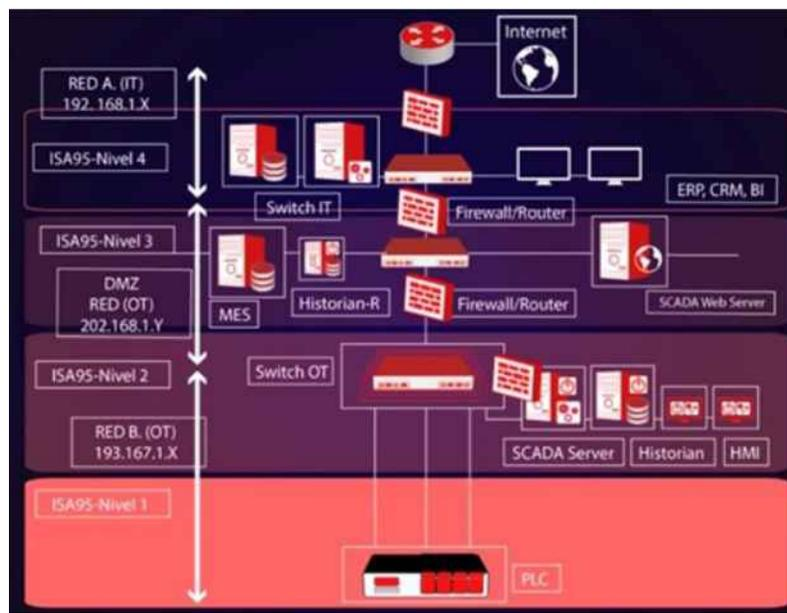 Internet
RED A. (IT)
192. 168.1.X
ISA95-Nivel 4
ERP, CRM, BI
Switch IT
Firewall/Router
ISA95-Nivel 3
DMZ
RED (OT)
202.168.1.Y
MES
Historian-R
Firewall/Router
SCADA Web Server
ISA95-Nivel 2
Switch OT
RED B. (OT)
193.167.1.X
SCADA Server
Historian
HMI
ISA95-Nivel 1
PLC